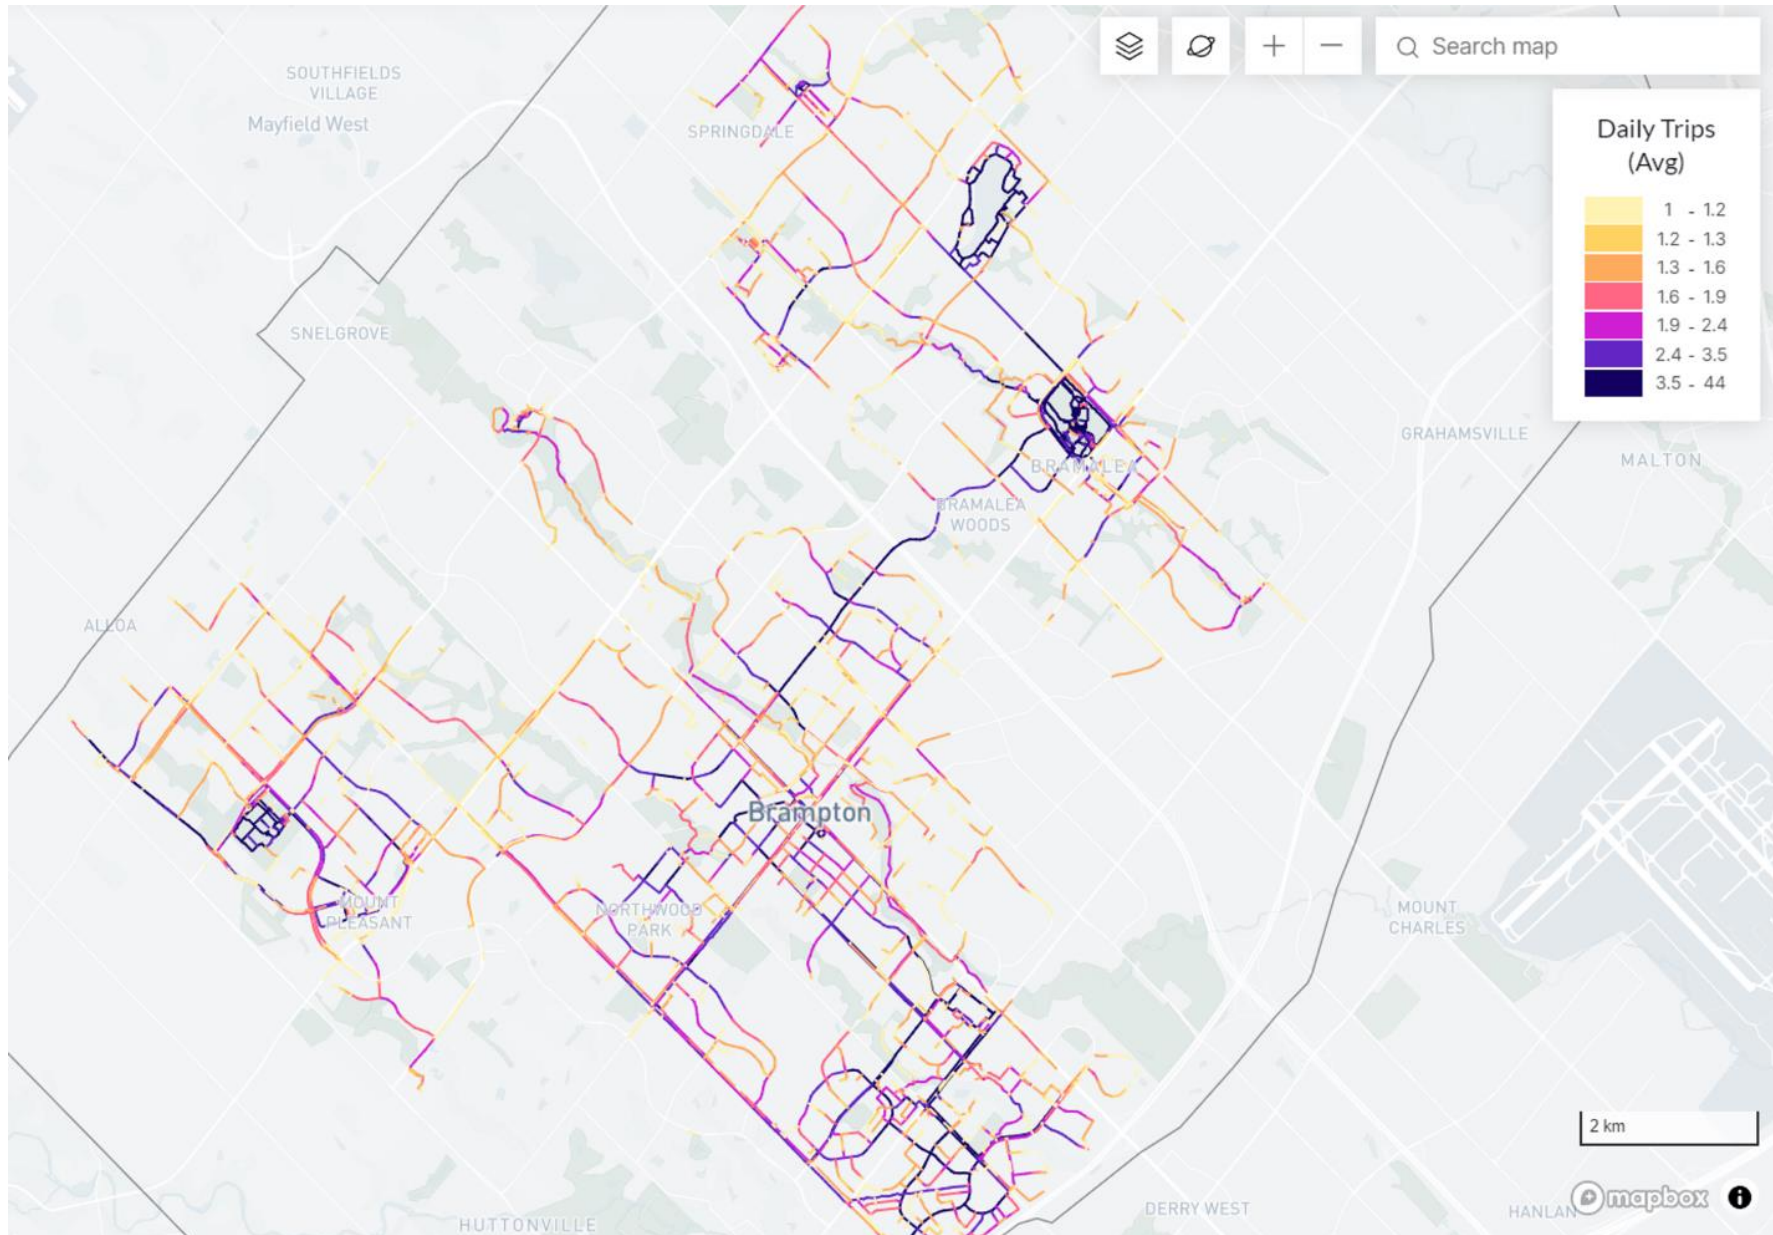 Search map
Daily Trips
(Avg)
1 - 1.2
1.2 - 1.3
1.3 - 1.6
1.6 - 1.9
1.9 - 2.4
2.4 - 3.5
3.5 - 44
SOUTHFIELDS
VILLAGE
Mayfield West
SPRINGDALE
SNELGROVE
GRAHAMSVILLE
MALTON
BRAMALEA
BRAMALEA
WOODS
ALLOA
Brampton
MOUNT
PLEASANT
NORTHWOOD
PARK
MOUNT
CHARLES
2 km
mapbox
DERRY WEST
HANLAN
HUTTONVILLE